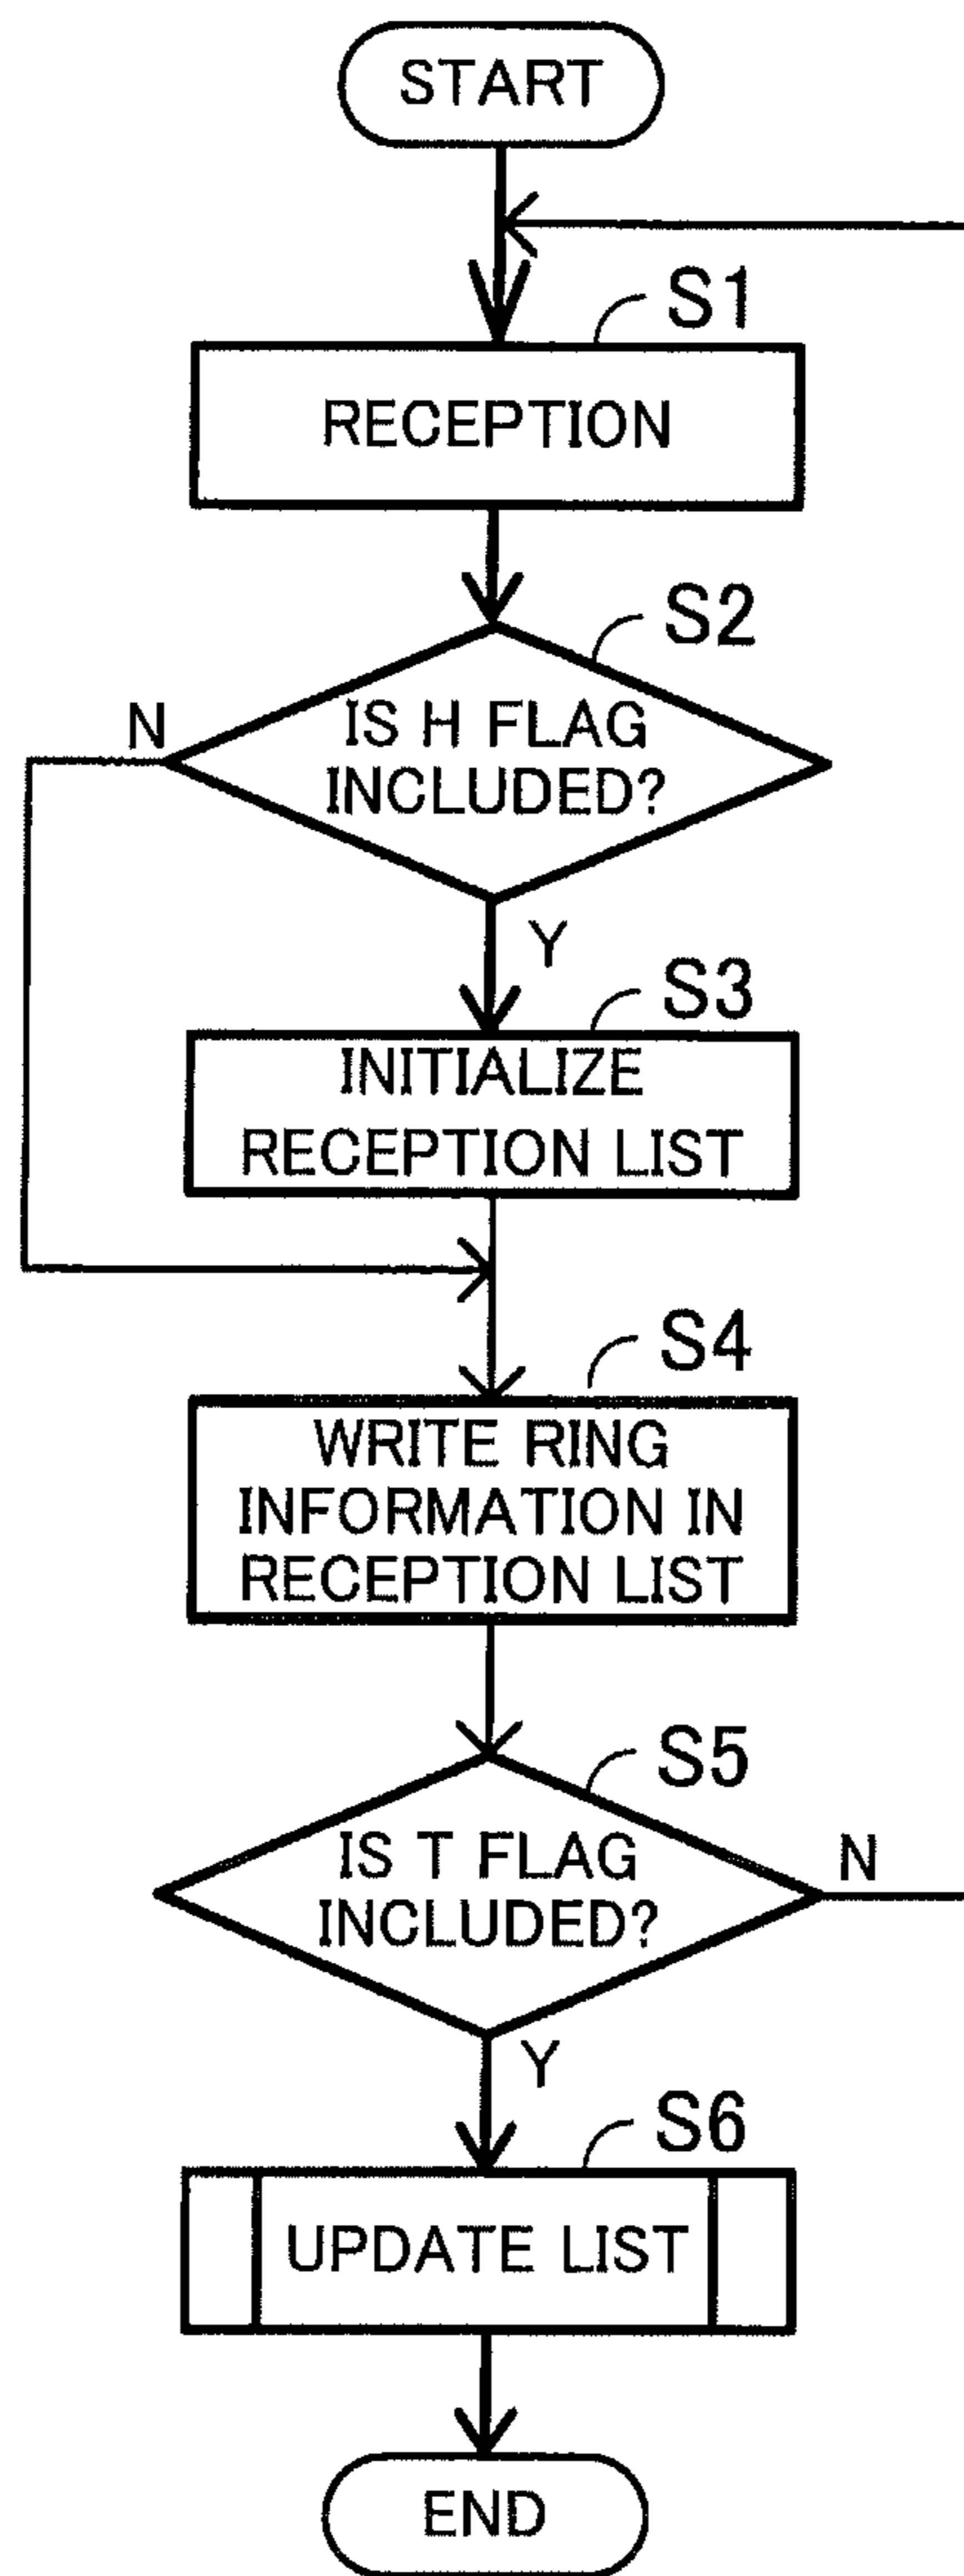 START
S1
RECEPTION
S2
N
IS H FLAG
INCLUDED?
Y
S3
INITIALIZE
RECEPTION LIST
S4
WRITE RING
INFORMATION IN
RECEPTION LIST
S5
IS T FLAG
INCLUDED?
N
Y
S6
UPDATE LIST
END